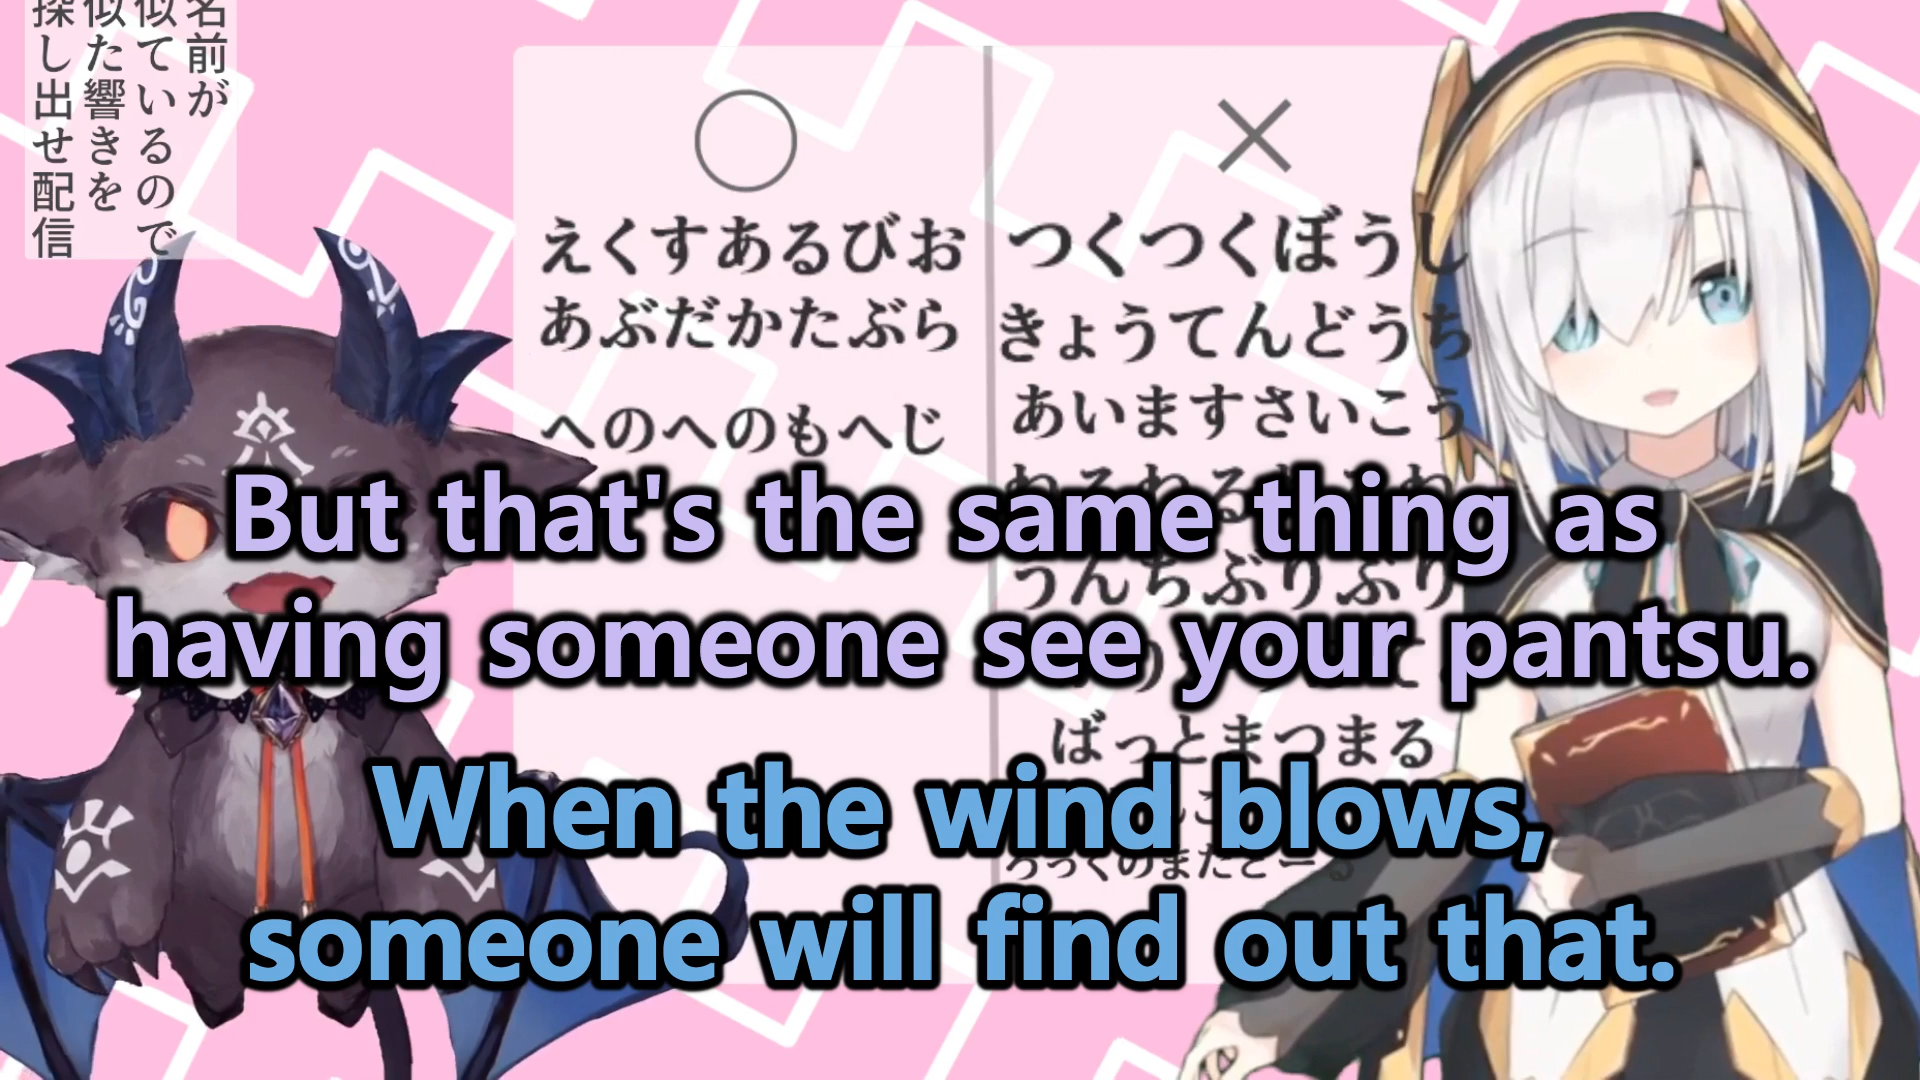 名前が
似ているので
似た響きを
探し出せ配信
○
×
えくすあるびお
あぶだかたぶら
へのへのもへじ
つくつくぼうし
きょうてんどうち
あいますさいこう
うんちぶりぶり
ばっとまつまる
But that's the same thing as
having someone see your pantsu.
When the wind blows,
someone will find out that.